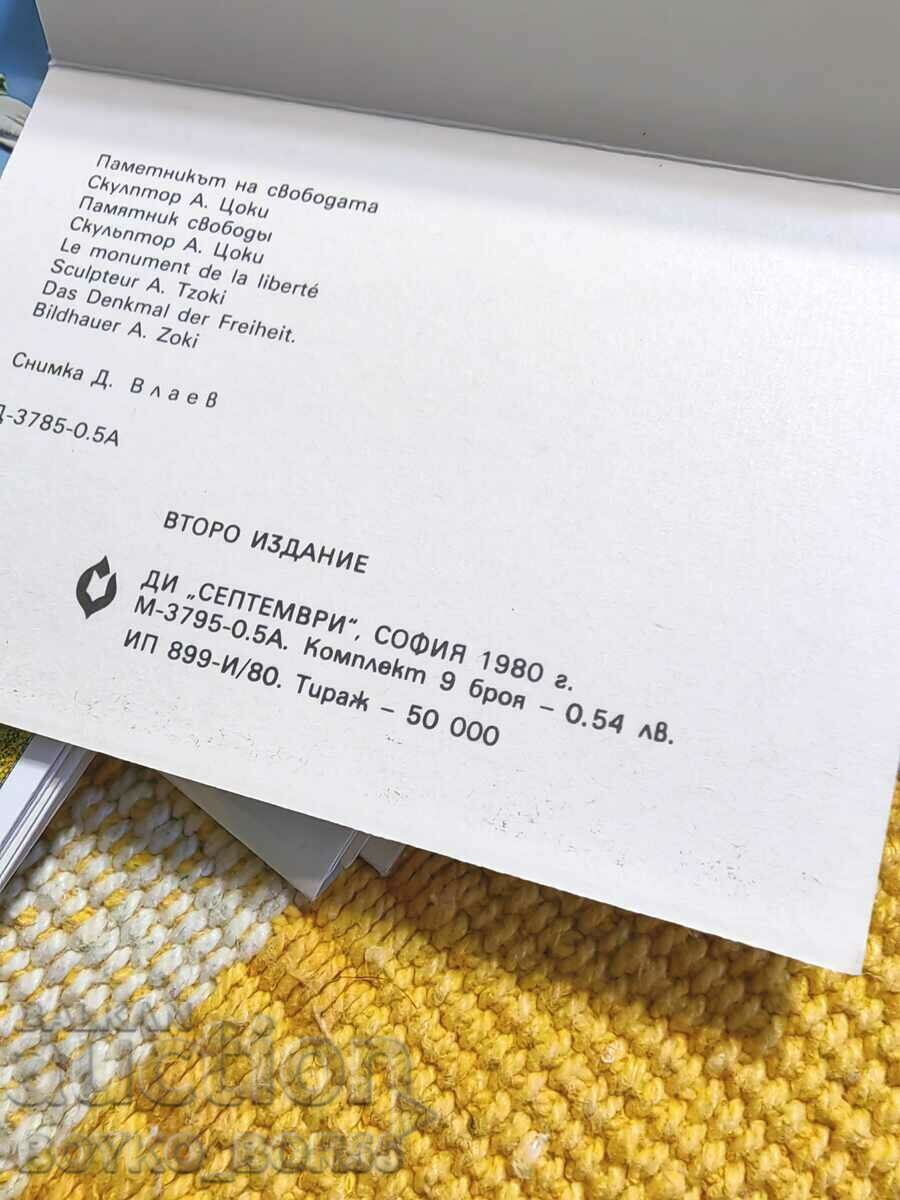 Паметникът на свободата
Скулптор А. Цоки
Памятник свободы
Скульптор А. Цоки
Le monument de la liberté
Sculpteur A. Tzoki
Das Denkmal der Freiheit.
Bildhauer A. Zoki
Снимка Д. Влаев
Д-3785-0.5А
ВТОРО ИЗДАНИЕ
ДИ „СЕПТЕМВРИ“, СОФИЯ 1980 г.
М-3795-0.5А. Комплект 9 броя – 0.54 лв.
ИП 899-И/80. Тираж – 50 000
BALKAN
auction